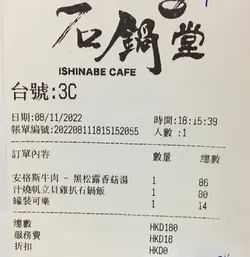 石鍋堂
ISHINABE CAFE
台號:3C
日期:08/11/2022 時間:18:15:39
帳單編號:202208111815152055 人數:1
訂單內容 數量 總數
安格斯牛肉 - 黑松露香菇湯 1 86
汁燒帆立貝雞扒石鍋飯 1 80
罐裝可樂 1 14
總數 HKD180
服務費 HKD18
折扣 HKD0